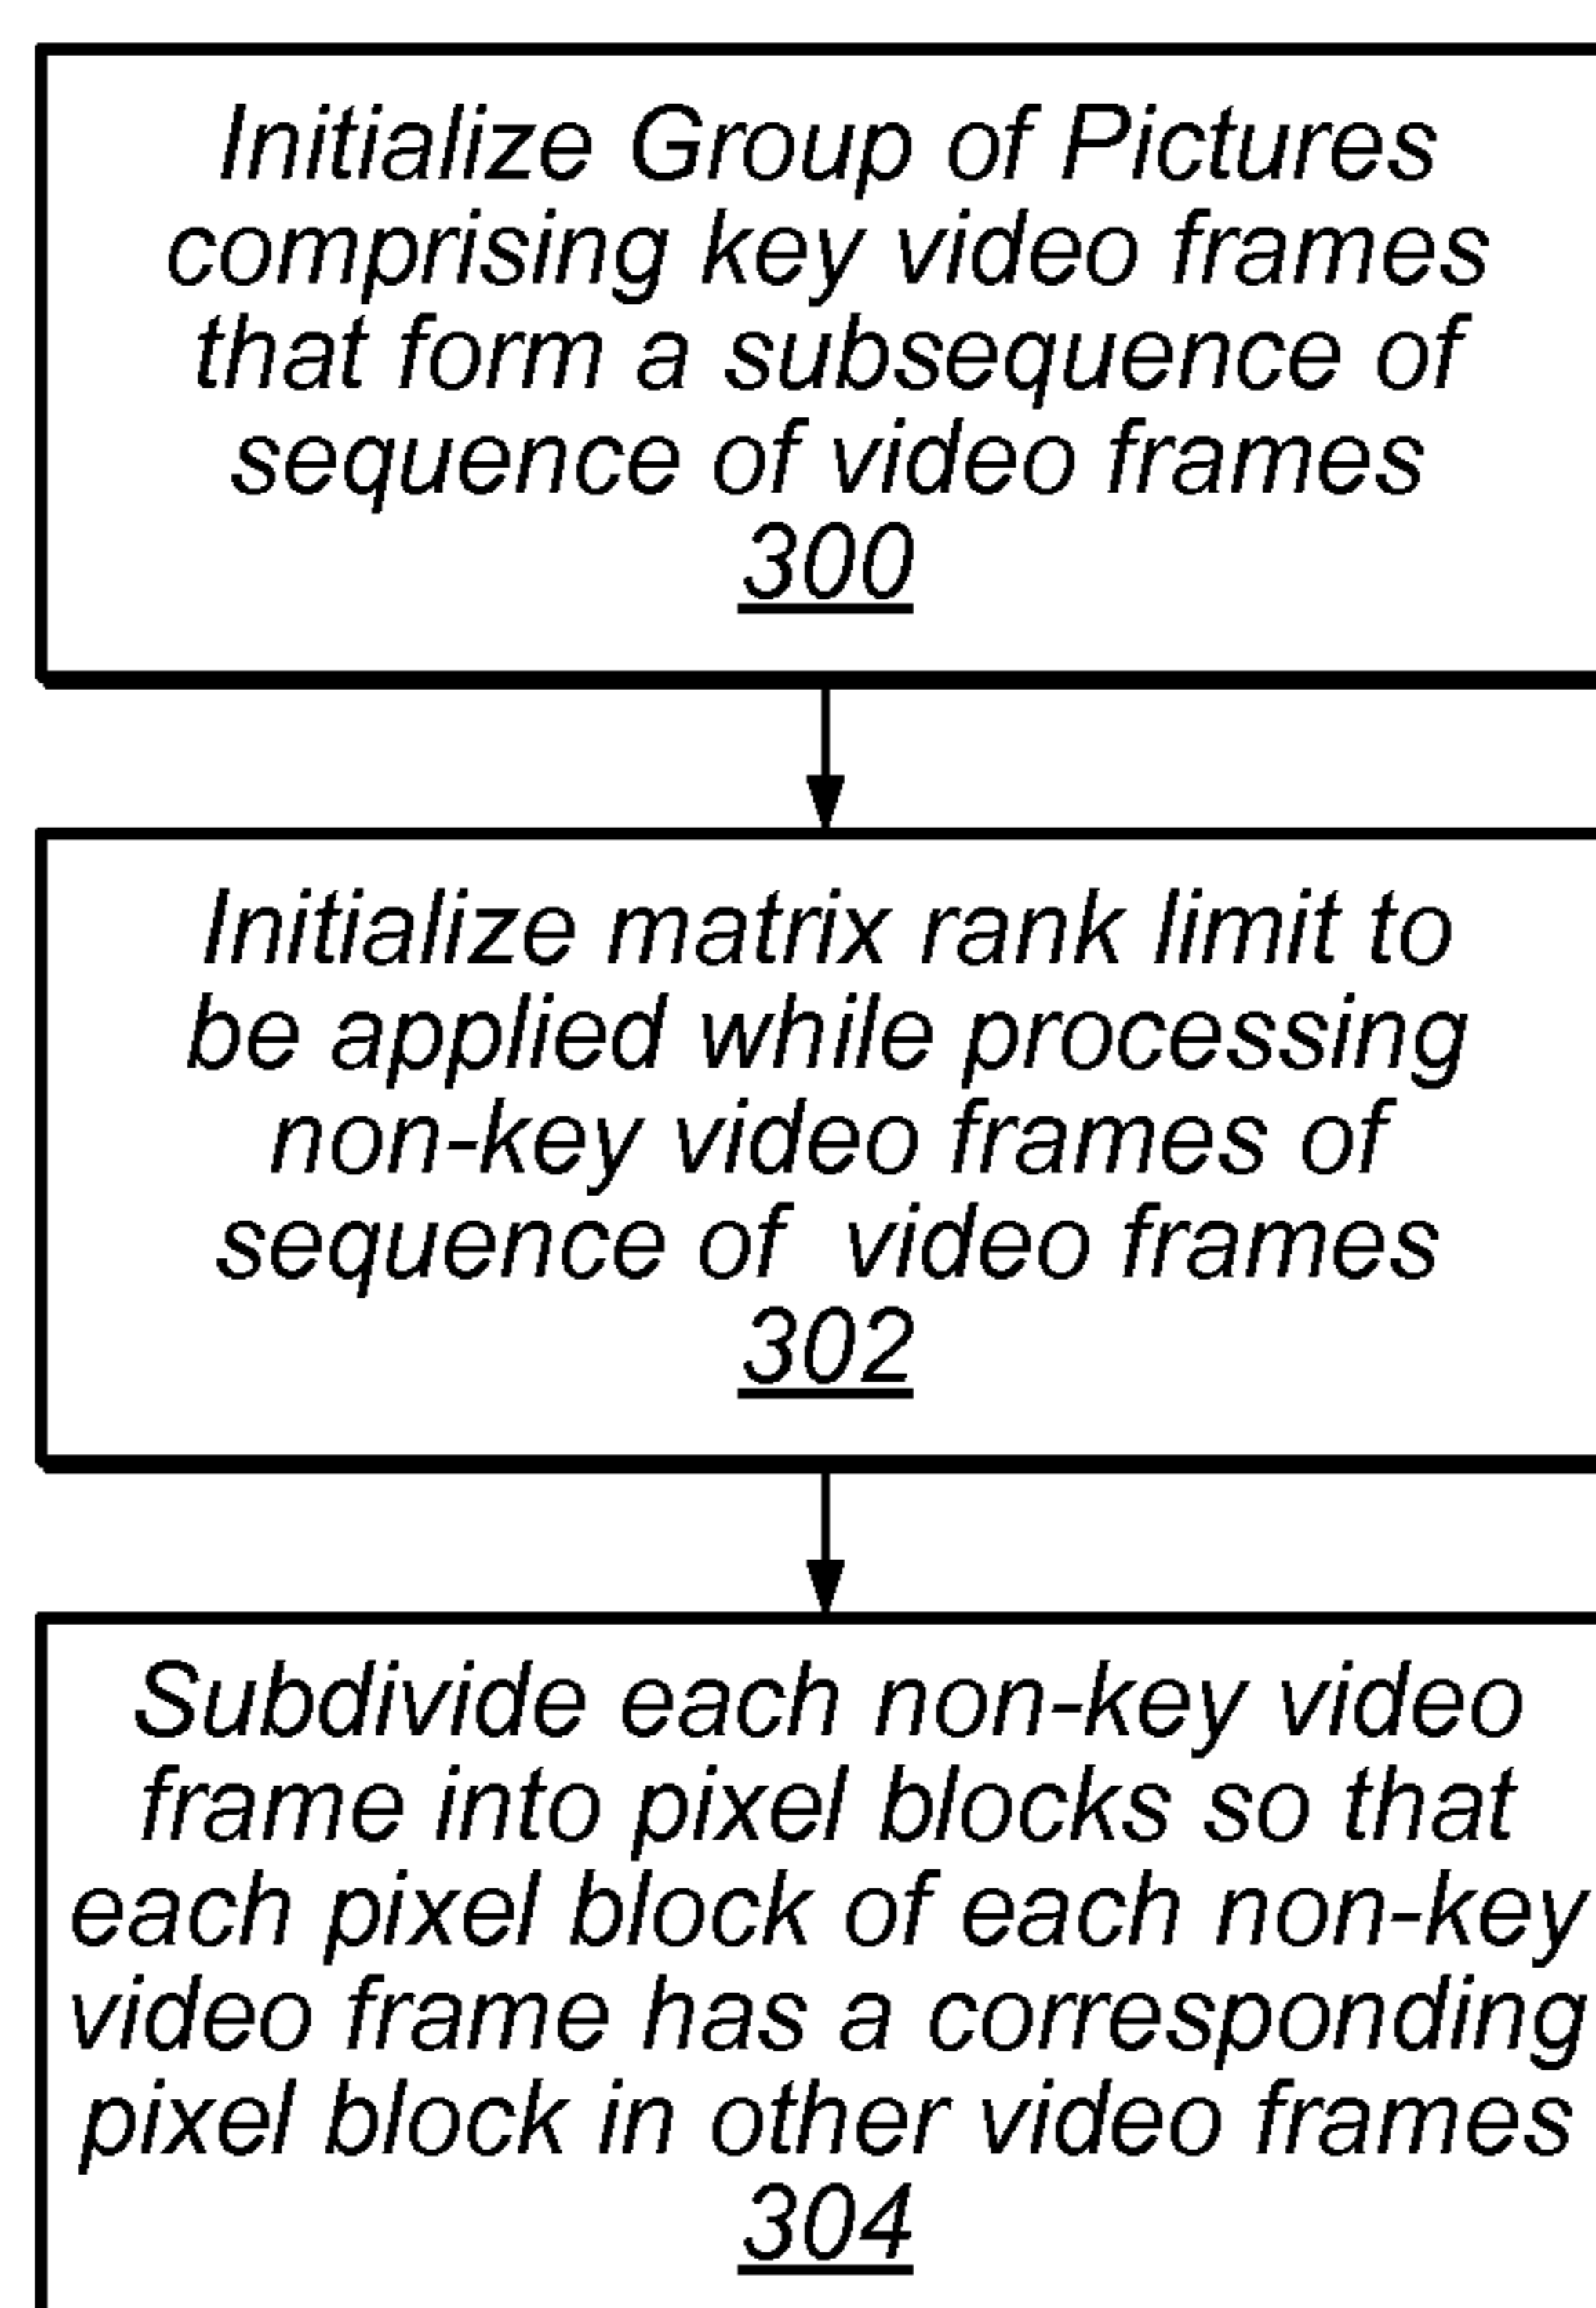 Initialize Group of Pictures
comprising key video frames
that form a subsequence of
sequence of video frames
300
Initialize matrix rank limit to
be applied while processing
non-key video frames of
sequence of video frames
302
Subdivide each non-key video
frame into pixel blocks so that
each pixel block of each non-key
video frame has a corresponding
pixel block in other video frames
304